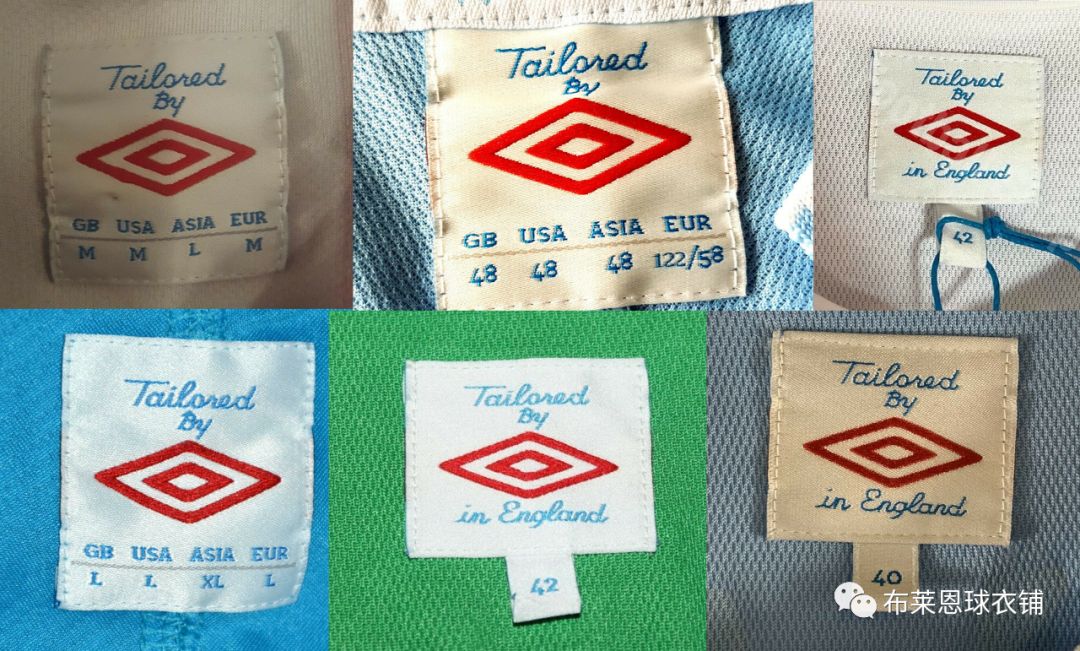 Tailored
By
GB USA ASIA EUR
M M L M
Tailored
By
GB USA ASIA EUR
48 48 48 122/58
Tailored
By
in England
42
Tailored
By
GB USA ASIA EUR
L L XL L
Tailored
By
in England
42
Tailored
By
in England
40
布莱恩球衣铺